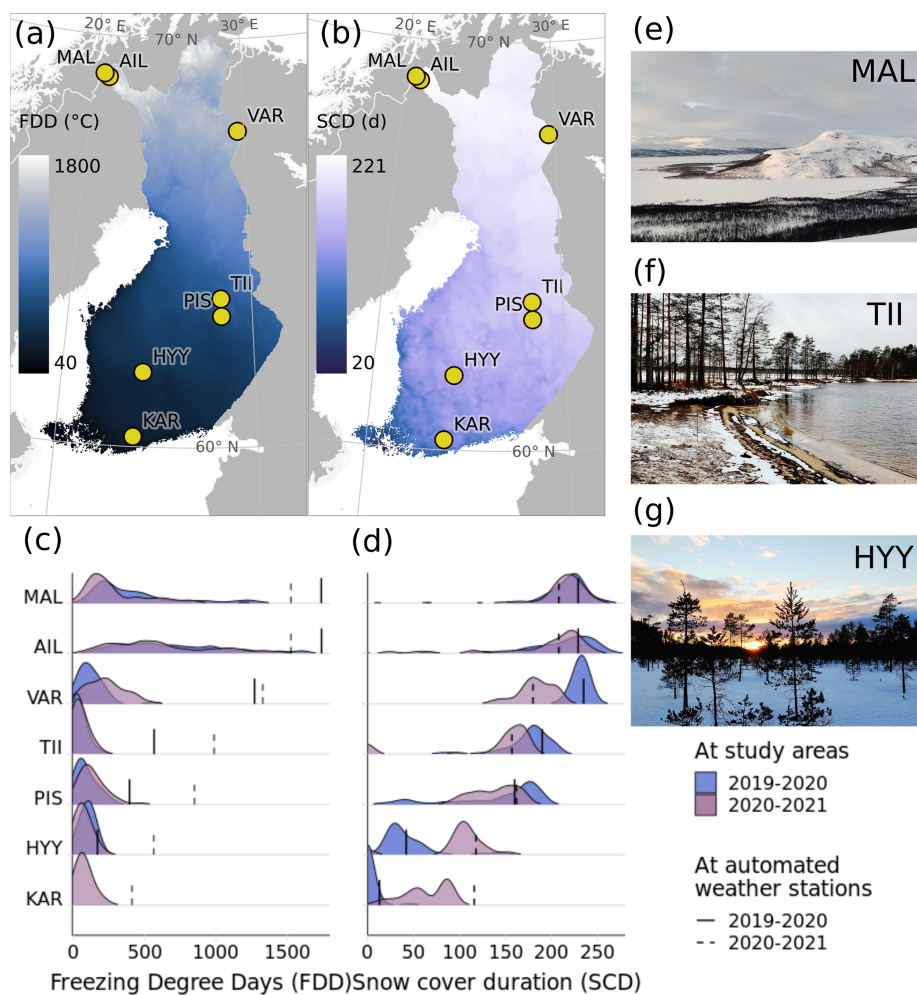 (a)
20° E
70° N
30° E
MAL
AIL
VAR
FDD (°C)
1800
40
TII
PIS
HYY
KAR
60° N
(b)
20° E
70° N
30° E
MAL
AIL
VAR
SCD (d)
221
20
TII
PIS
HYY
KAR
60° N
(e)
MAL
(f)
TII
(g)
HYY
(c)
MAL
AIL
VAR
TII
PIS
HYY
KAR
0 500 1000 1500
Freezing Degree Days (FDD)
(d)
0 50 100 150 200 250
Snow cover duration (SCD)
At study areas
2019-2020
2020-2021
At automated
weather stations
2019-2020
2020-2021